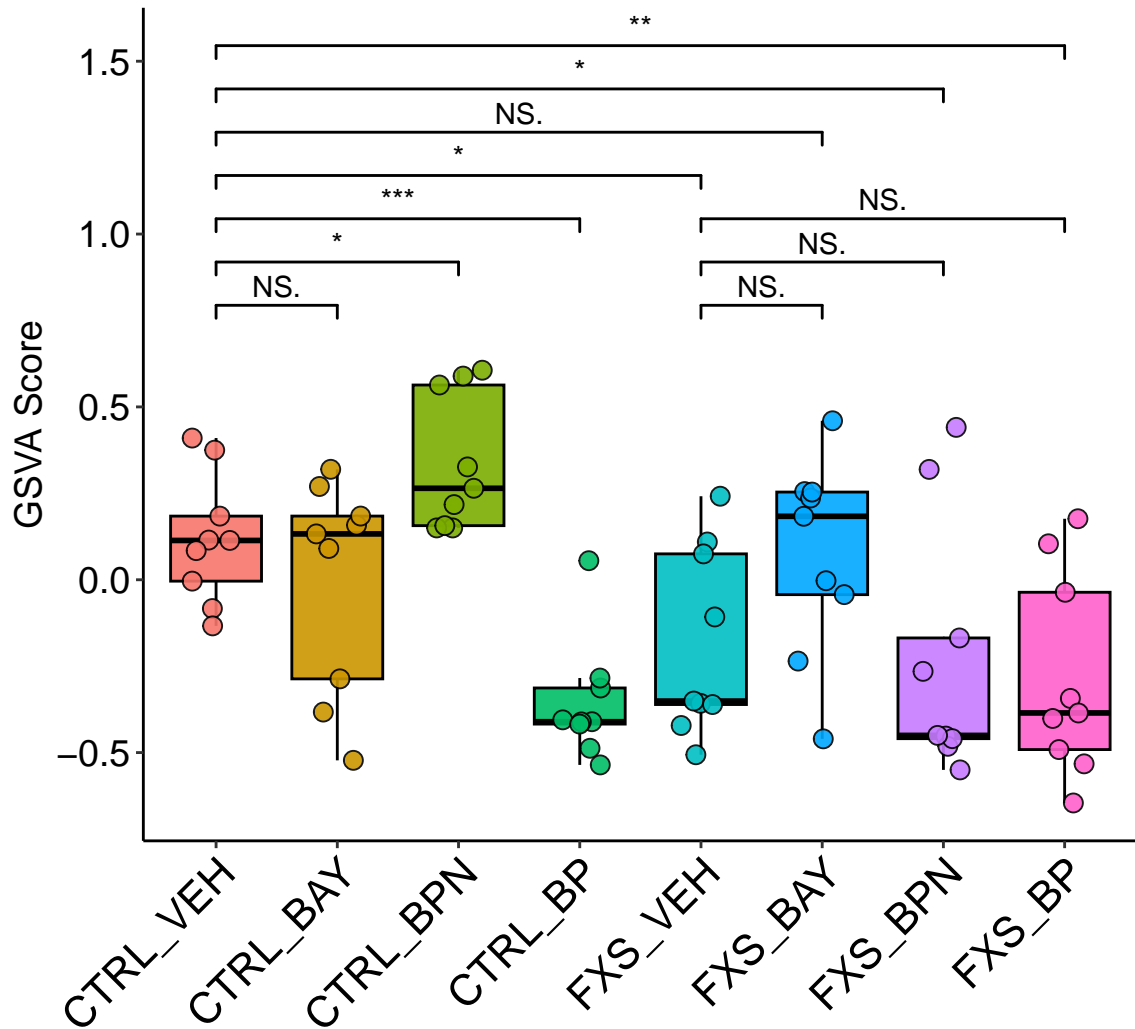 **
*
NS.
*
***
NS.
*
NS.
NS.
NS.
1.5
1.0
0.5
0.0
−0.5
GSVA Score
CTRL_VEH
CTRL_BAY
CTRL_BPN
CTRL_BP
FXS_VEH
FXS_BAY
FXS_BPN
FXS_BP